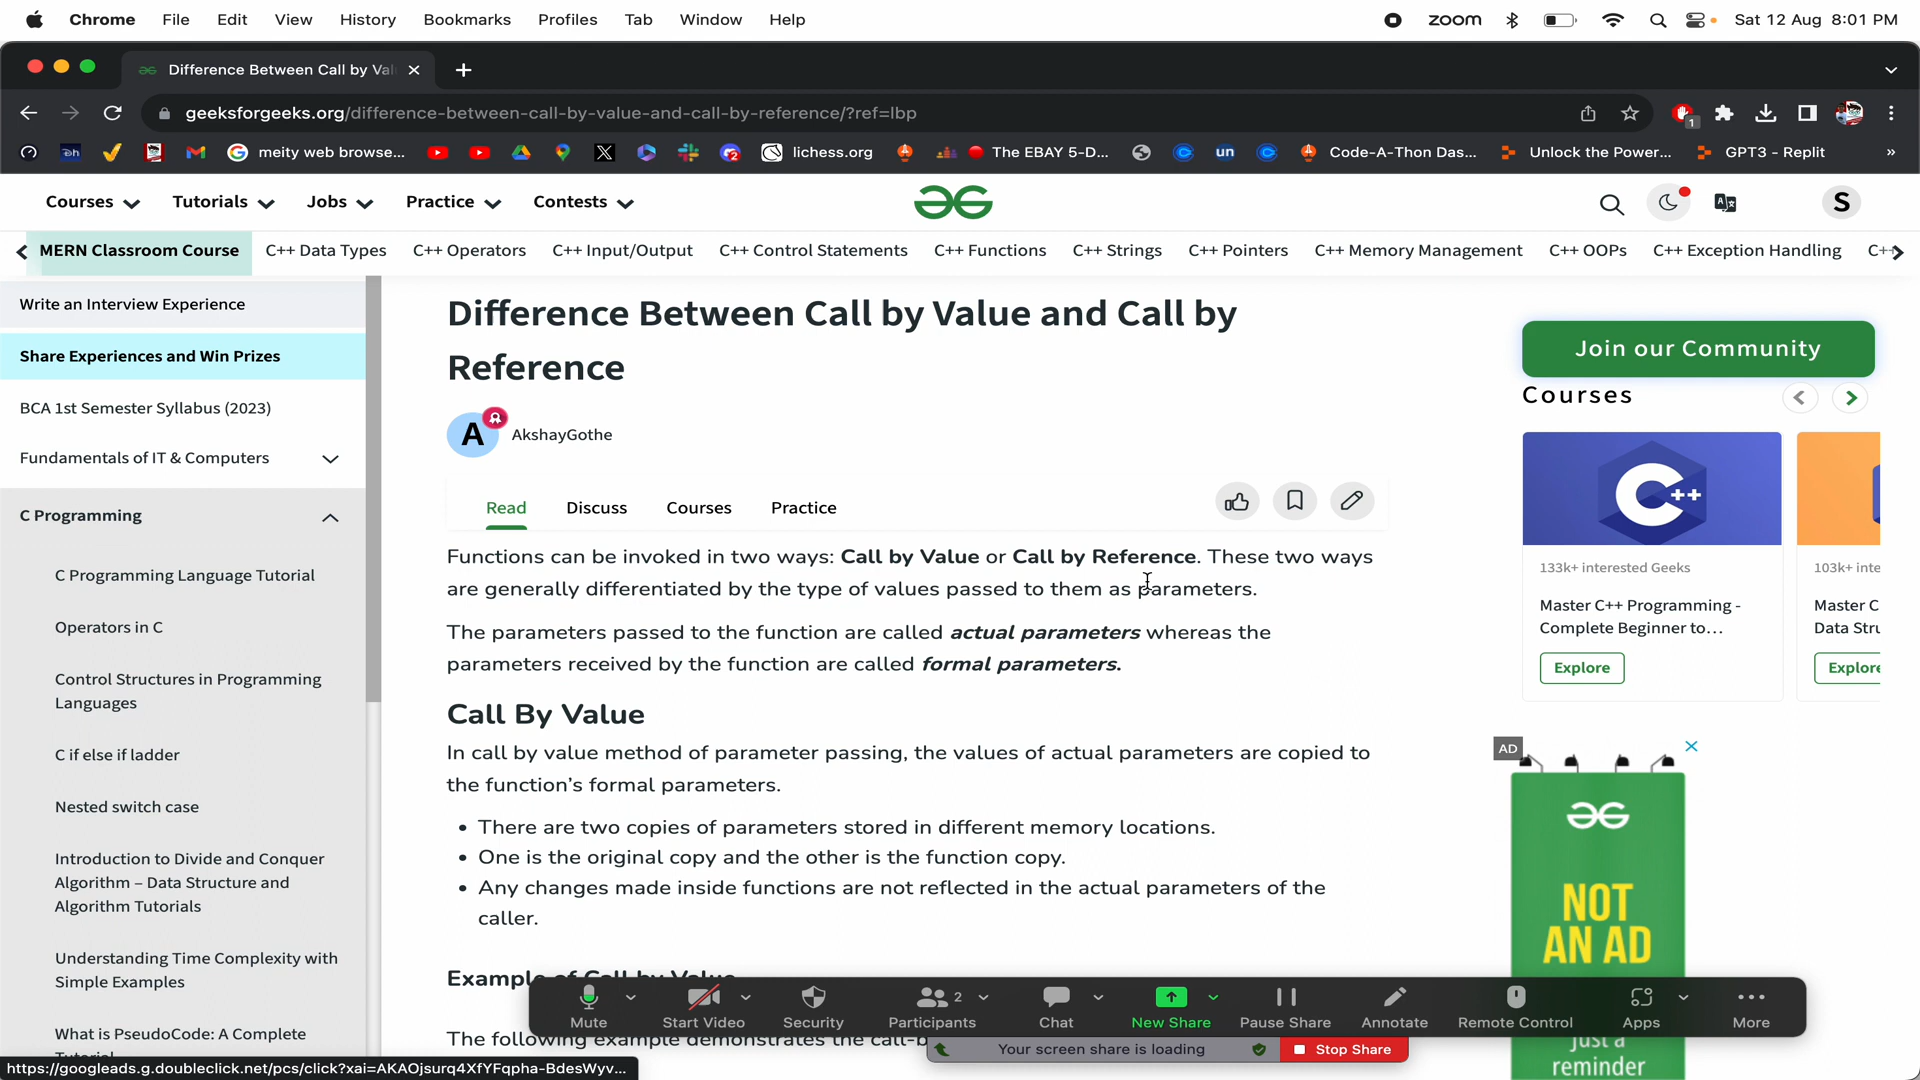 Chrome File Edit View History Bookmarks Profiles Tab Window Help zoom Sat 12 Aug 8:01 PM
Difference Between Call by Val
geeksforgeeks.org/difference-between-call-by-value-and-call-by-reference/?ref=lbp 1
Dh meity web browse... X 2 lichess.org The EBAY 5-D... un Code-A-Thon Das... Unlock the Power... GPT3 - Replit »
Courses Tutorials Jobs Practice Contests S
MERN Classroom Course C++ Data Types C++ Operators C++ Input/Output C++ Control Statements C++ Functions C++ Strings C++ Pointers C++ Memory Management C++ OOPs C++ Exception Handling C++
Write an Interview Experience
Share Experiences and Win Prizes
BCA 1st Semester Syllabus (2023)
Fundamentals of IT & Computers
C Programming
C Programming Language Tutorial
Operators in C
Control Structures in Programming
Languages
C if else if ladder
Nested switch case
Introduction to Divide and Conquer
Algorithm – Data Structure and
Algorithm Tutorials
Understanding Time Complexity with
Simple Examples
What is PseudoCode: A Complete
Tutorial
Difference Between Call by Value and Call by
Reference
A AkshayGothe
Read Discuss Courses Practice
Functions can be invoked in two ways: Call by Value or Call by Reference. These two ways
are generally differentiated by the type of values passed to them as parameters.
The parameters passed to the function are called actual parameters whereas the
parameters received by the function are called formal parameters.
Call By Value
In call by value method of parameter passing, the values of actual parameters are copied to
the function's formal parameters.
• There are two copies of parameters stored in different memory locations.
• One is the original copy and the other is the function copy.
• Any changes made inside functions are not reflected in the actual parameters of the
caller.
Example of Call by Value
The following example demonstrates the call-b
Join our Community
Courses
C++
133k+ interested Geeks
Master C++ Programming -
Complete Beginner to...
Explore
103k+ inte
Master C
Data Stru
Explore
AD
NOT
AN AD
just a
reminder
Mute Start Video Security Participants 2 Chat New Share Pause Share Annotate Remote Control Apps More
Your screen share is loading Stop Share
https://googleads.g.doubleclick.net/pcs/click?xai=AKAOjsurq4XfYFqpha-BdesWyv...